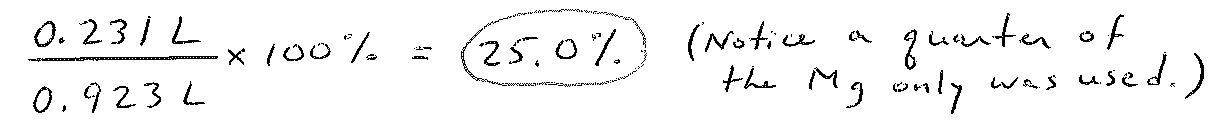 0.231 L / 0.923 L × 100% = 25.0% (Notice a quarter of
the Mg only was used.)